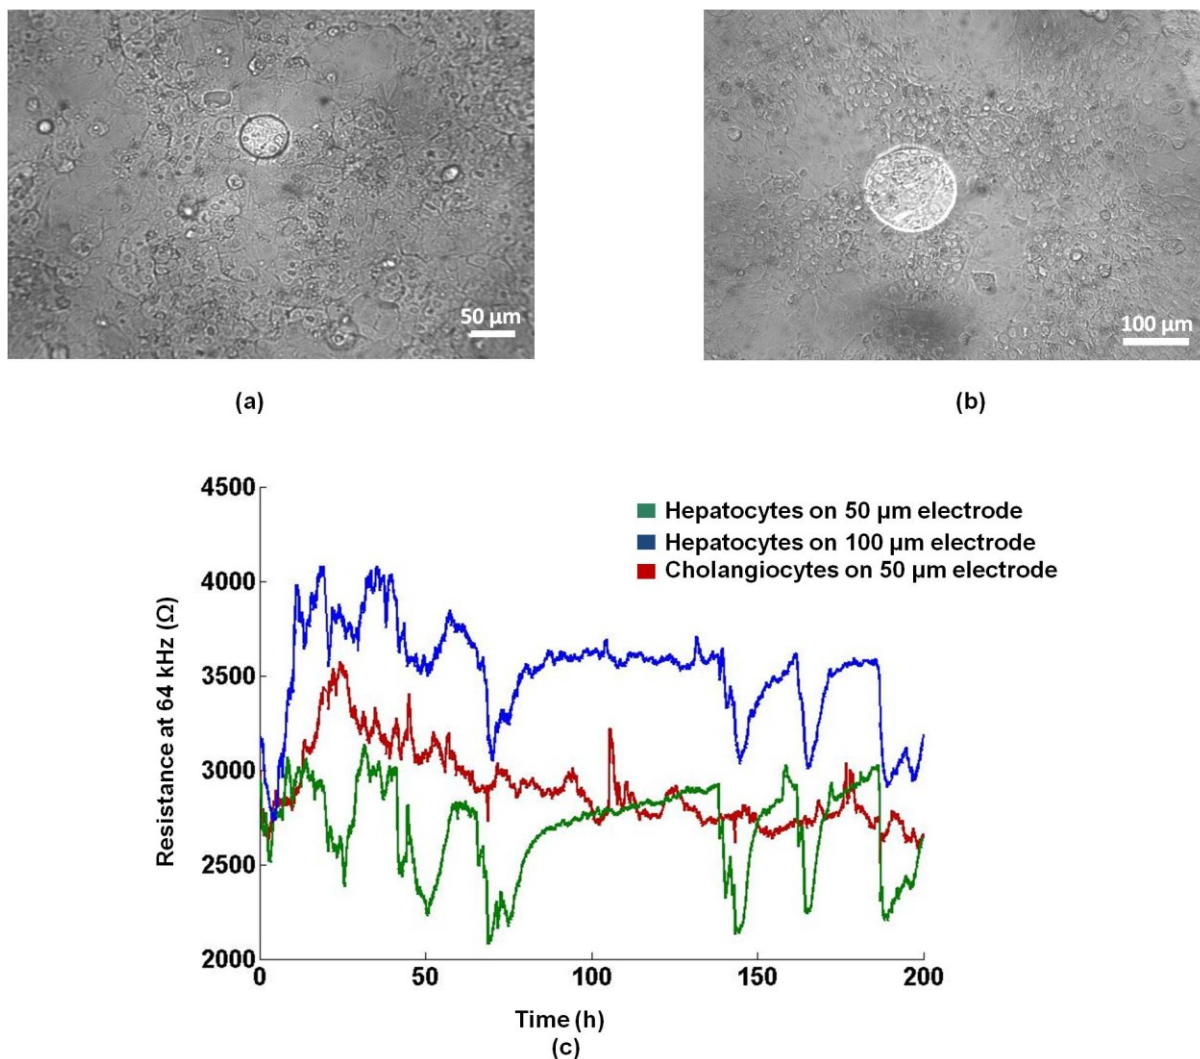 50 µm
100 µm
(a)
(b)
4500
4000
3500
3000
2500
2000
Resistance at 64 kHz (Ω)
Hepatocytes on 50 µm electrode
Hepatocytes on 100 µm electrode
Cholangiocytes on 50 µm electrode
0
50
100
150
200
Time (h)
(c)